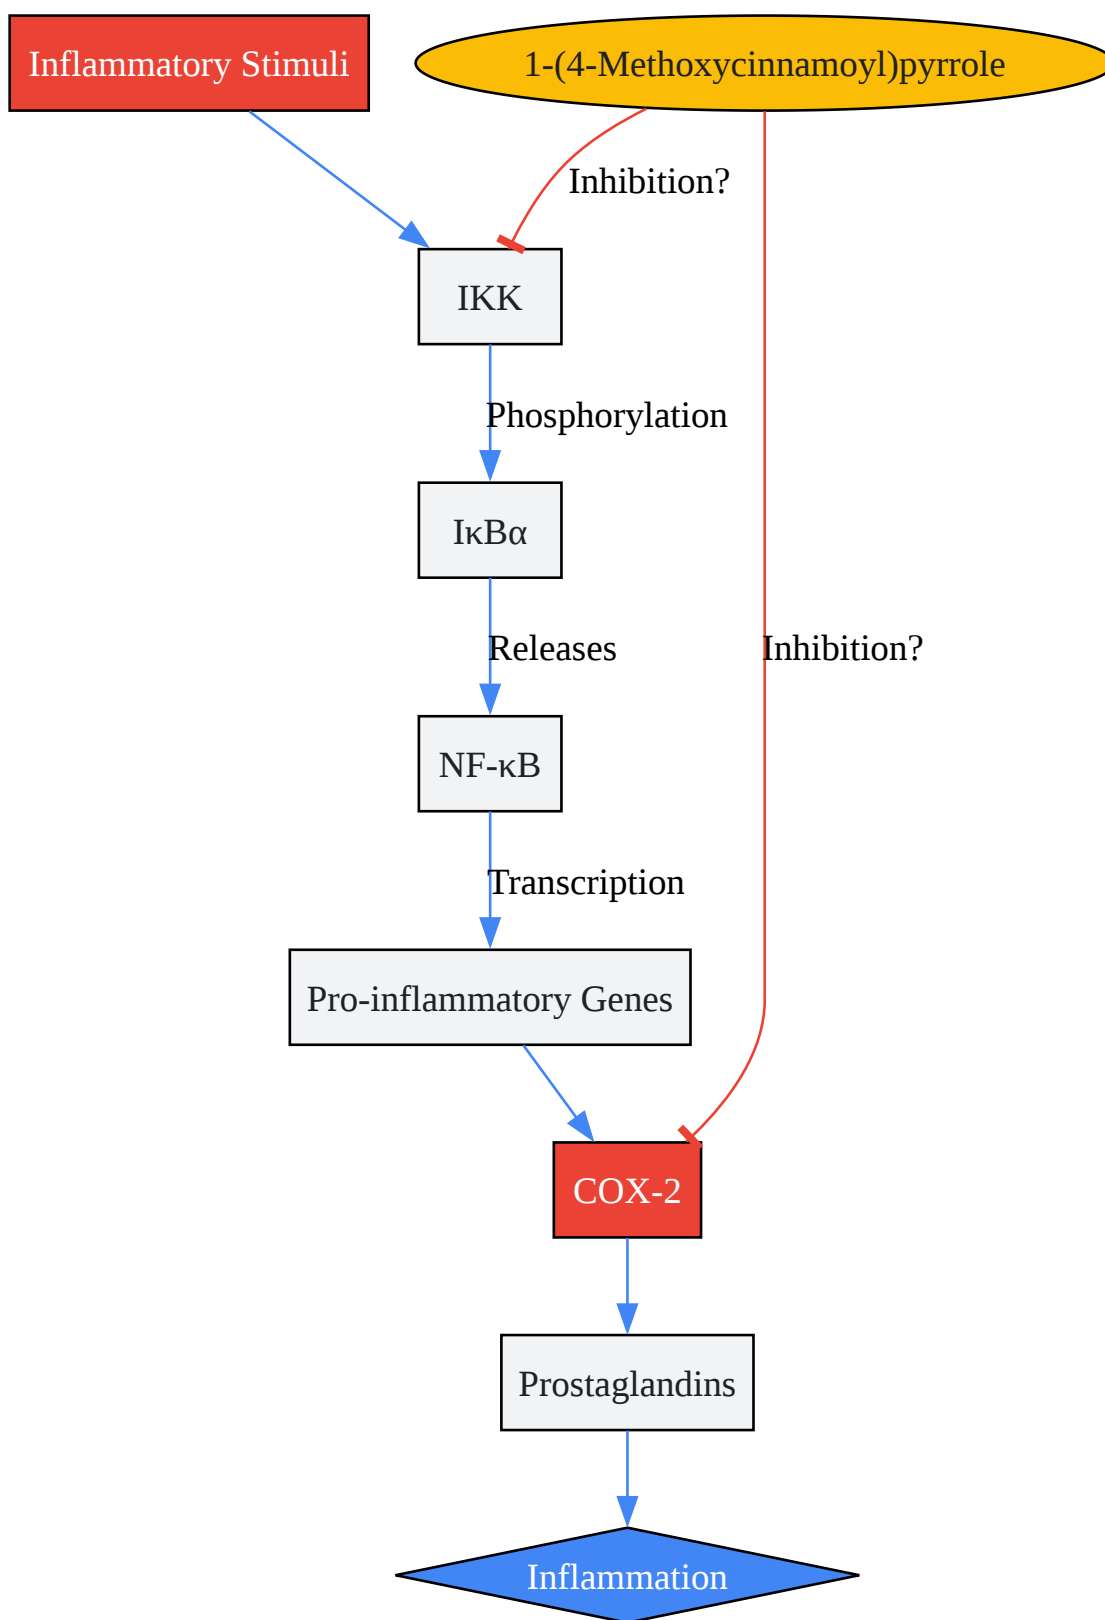 Inflammatory Stimuli
1-(4-Methoxycinnamoyl)pyrrole
Inhibition?
IKK
Phosphorylation
IκBα
Releases
Inhibition?
NF-κB
Transcription
Pro-inflammatory Genes
COX-2
Prostaglandins
Inflammation